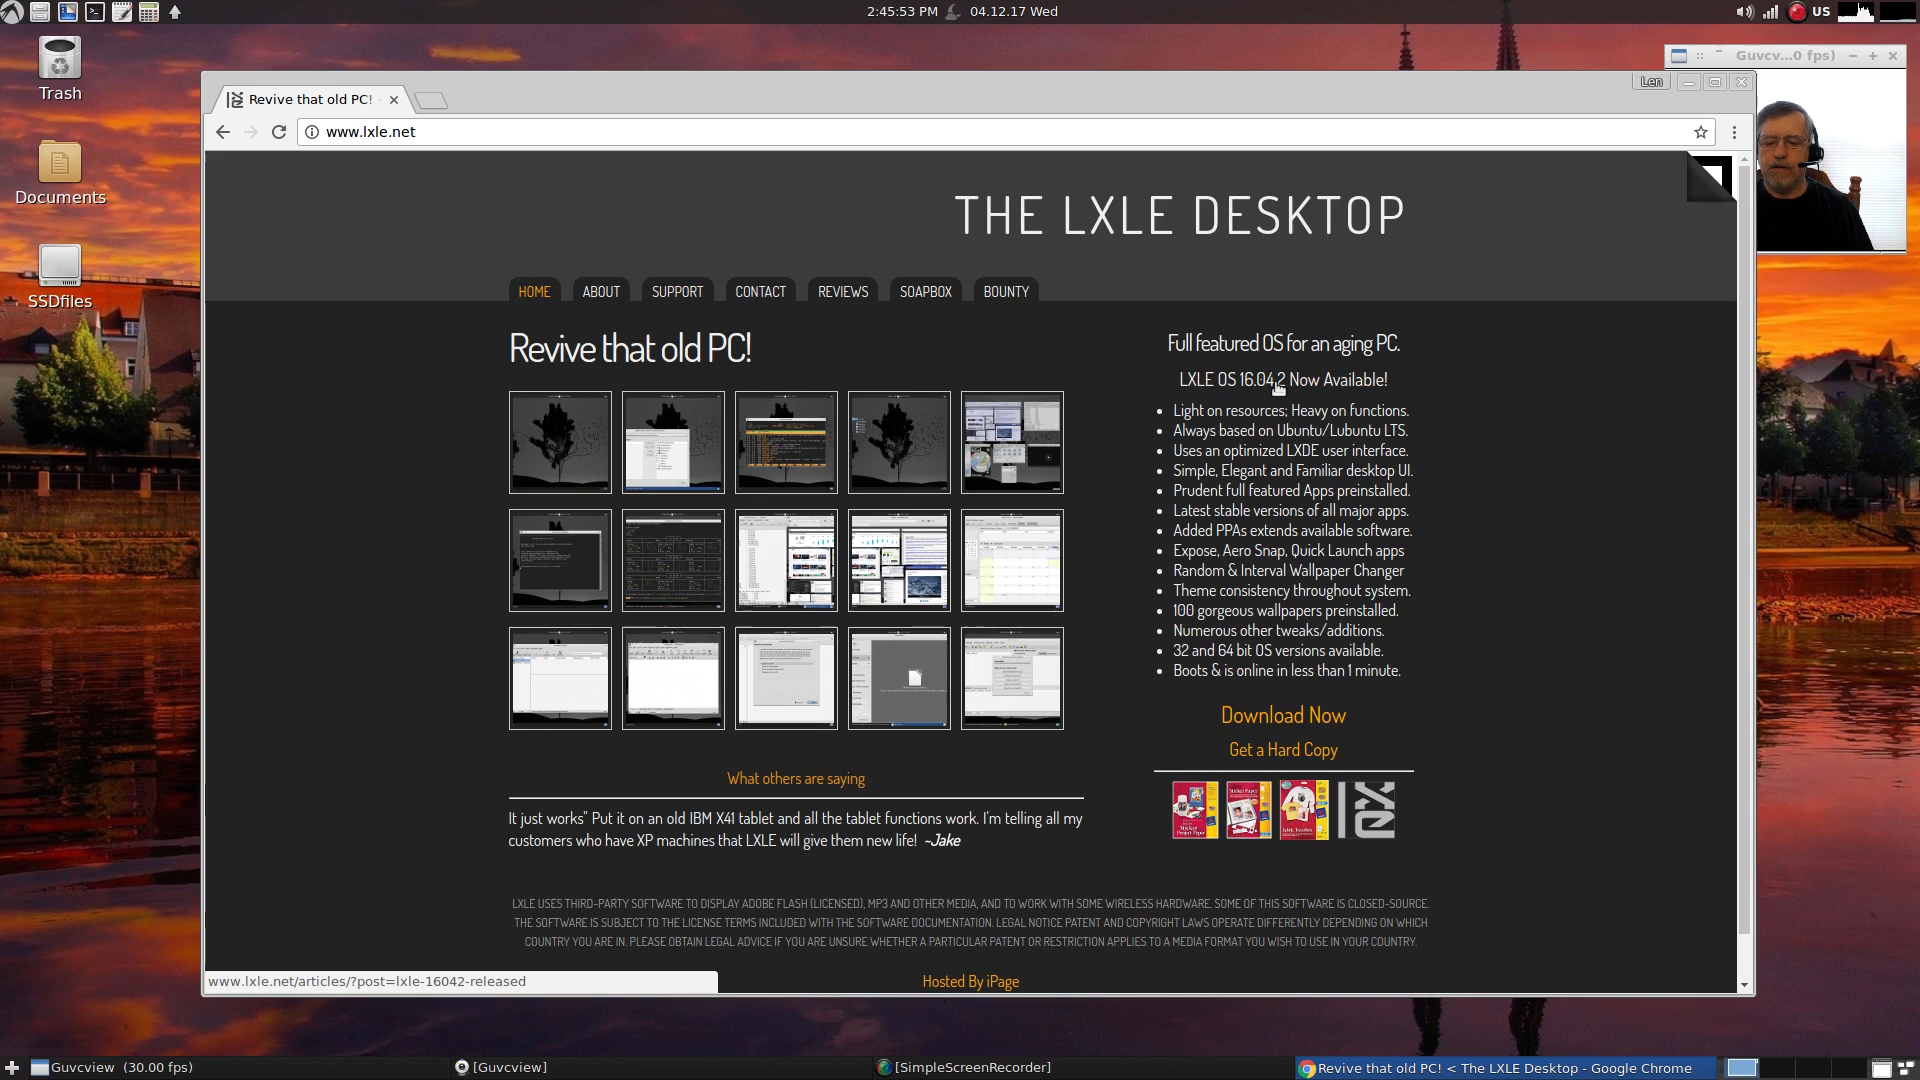 2:45:53 PM
04.12.17 Wed
US
Trash
Documents
SSDfiles
Guvcv...0 fps)
Len
Revive that old PC!
www.lxle.net
THE LXLE DESKTOP
HOME
ABOUT
SUPPORT
CONTACT
REVIEWS
SOAPBOX
BOUNTY
Revive that old PC!
Full featured OS for an aging PC.
LXLE OS 16.04.2 Now Available!
Light on resources; Heavy on functions.
Always based on Ubuntu/Lubuntu LTS.
Uses an optimized LXDE user interface.
Simple, Elegant and Familiar desktop UI.
Prudent full featured Apps preinstalled.
Latest stable versions of all major apps.
Added PPAs extends available software.
Expose, Aero Snap, Quick Launch apps
Random & Interval Wallpaper Changer
Theme consistency throughout system.
100 gorgeous wallpapers preinstalled.
Numerous other tweaks/additions.
32 and 64 bit OS versions available.
Boots & is online in less than 1 minute.
Download Now
Get a Hard Copy
What others are saying
It just works" Put it on an old IBM X41 tablet and all the tablet functions work. I'm telling all my
customers who have XP machines that LXLE will give them new life! ~Jake
LXLE USES THIRD-PARTY SOFTWARE TO DISPLAY ADOBE FLASH (LICENSED), MP3 AND OTHER MEDIA, AND TO WORK WITH SOME WIRELESS HARDWARE. SOME OF THIS SOFTWARE IS CLOSED-SOURCE.
THE SOFTWARE IS SUBJECT TO THE LICENSE TERMS INCLUDED WITH THE SOFTWARE DOCUMENTATION. LEGAL NOTICE PATENT AND COPYRIGHT LAWS OPERATE DIFFERENTLY DEPENDING ON WHICH
COUNTRY YOU ARE IN. PLEASE OBTAIN LEGAL ADVICE IF YOU ARE UNSURE WHETHER A PARTICULAR PATENT OR RESTRICTION APPLIES TO A MEDIA FORMAT YOU WISH TO USE IN YOUR COUNTRY.
www.lxle.net/articles/?post=lxle-16042-released
Hosted By iPage
Guvcview (30.00 fps)
[Guvcview]
[SimpleScreenRecorder]
Revive that old PC! < The LXLE Desktop - Google Chrome